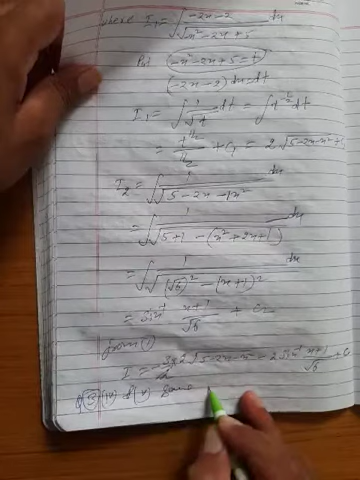 where I₁ = ∫ (-2x-2)/√(x²-2x+5) dx
Put (-x²-2x+5 = t)
(-2x-2) dx = dt
I₁ = ∫ 1/√t dt = ∫ t^(-1/2) dt
= t^(1/2)/(1/2) + C₁ = 2√(5-2x-x²) +
I₂ = ∫ 1/√(5-2x-x²) dx
= ∫ 1/√(5+1-(x²+2x+1)) dx
= ∫ 1/√((√6)²-(x+1)²) dx
= sin⁻¹ (x+1)/√6 + C₂
from (1)
I = √(5-2x-x²) - 2 sin⁻¹ (x+1)/√6 + C
(iv) & (v) Same